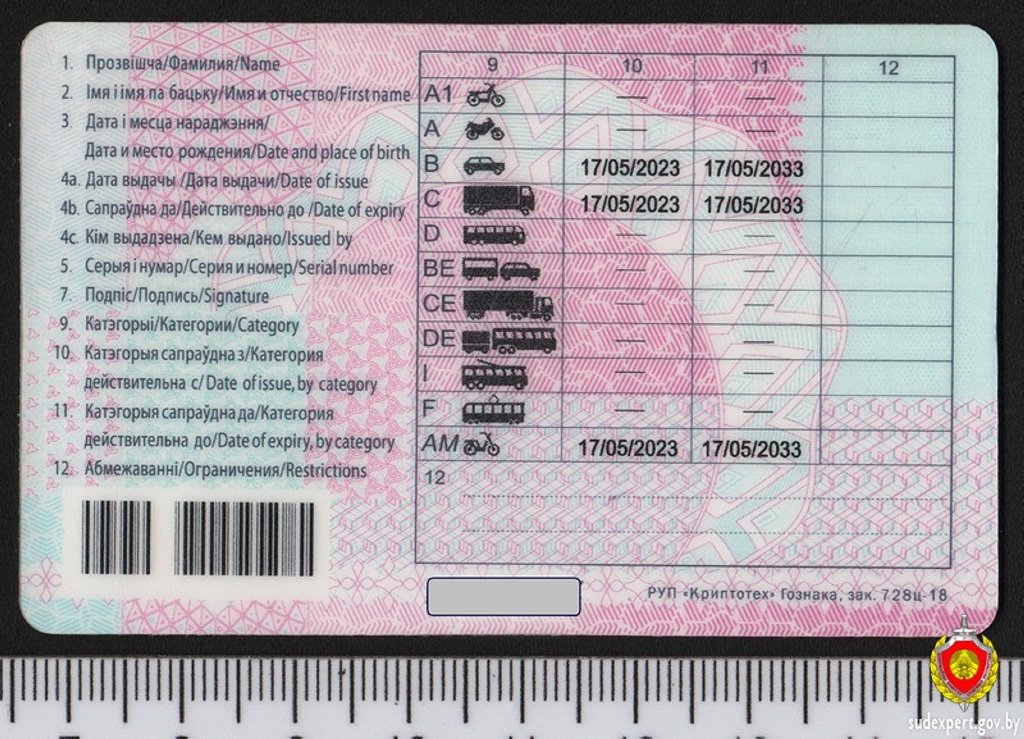 1. Прозвішча/Фамилия/Name
2. Імя і імя па бацьку/Имя и отчество/First name
3. Дата і месца нараджэння/
Дата и место рождения/Date and place of birth
4a. Дата выдачы /Дата выдачи/Date of issue
4b. Сапраўдна да/Действительно до /Date of expiry
4c. Кім выдадзена/Кем выдано/Issued by
5. Серыя і нумар/Серия и номер/Serial number
7. Подпіс/Подпись/Signature
9. Катэгорыі/Категории/Category
10. Катэгорыя сапраўдна з/Категория
действительна с/ Date of issue, by category
11. Катэгорыя сапраўдна да/Категория
действительна до/Date of expiry, by category
12. Абмежаванні/Ограничения/Restrictions
9 10 11 12
A1 — —
A — —
B 17/05/2023 17/05/2033
C 17/05/2023 17/05/2033
D — —
BE — —
CE — —
DE — —
I — —
F — —
AM 17/05/2023 17/05/2033
12
РУП «Криптотех» Гознака, зак. 728ц-18
sudexpert.gov.by